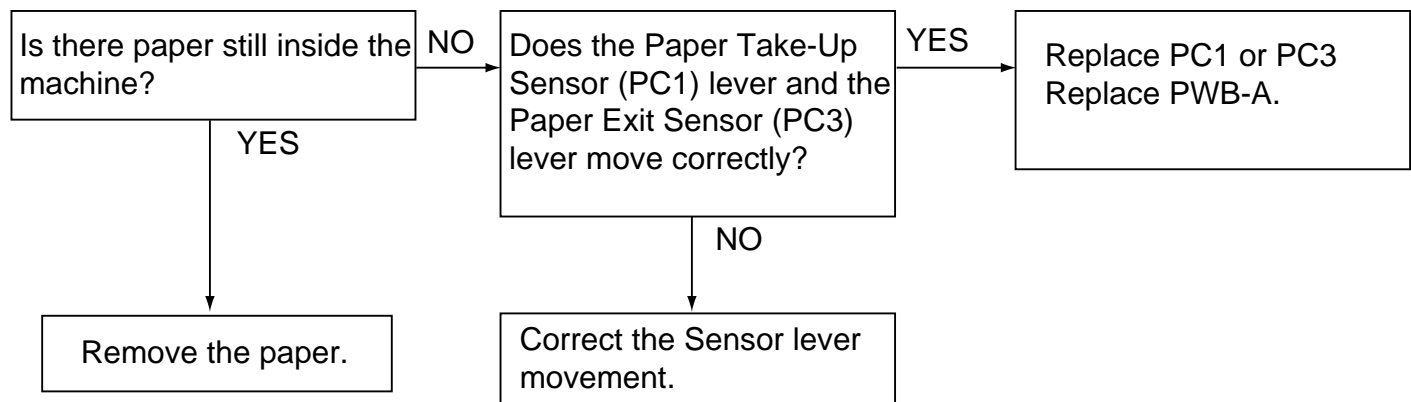 Is there paper still inside the
machine?
NO
YES
Does the Paper Take-Up
Sensor (PC1) lever and the
Paper Exit Sensor (PC3)
lever move correctly?
YES
NO
Replace PC1 or PC3
Replace PWB-A.
Remove the paper.
Correct the Sensor lever
movement.